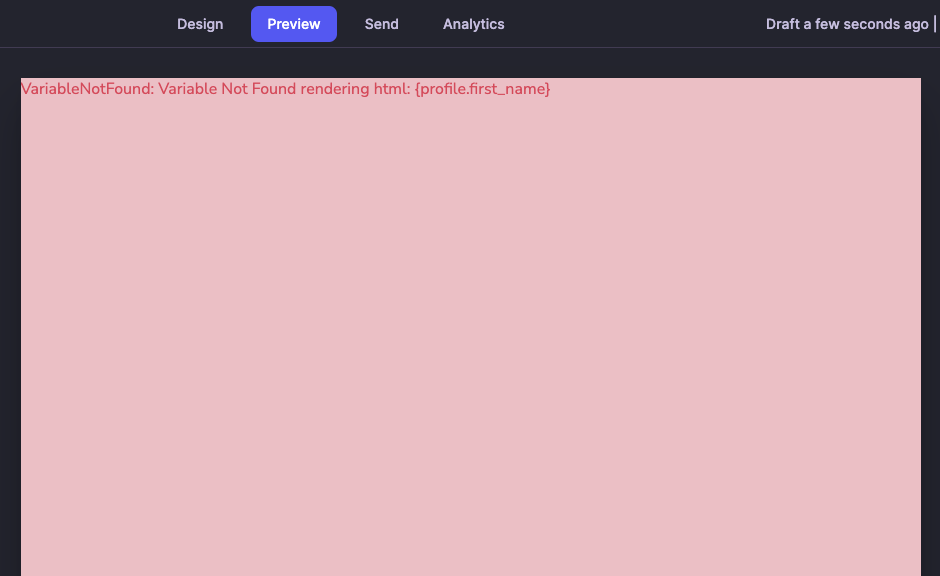 Design
Preview
Send
Analytics
Draft a few seconds ago |
VariableNotFound: Variable Not Found rendering html: {profile.first_name}